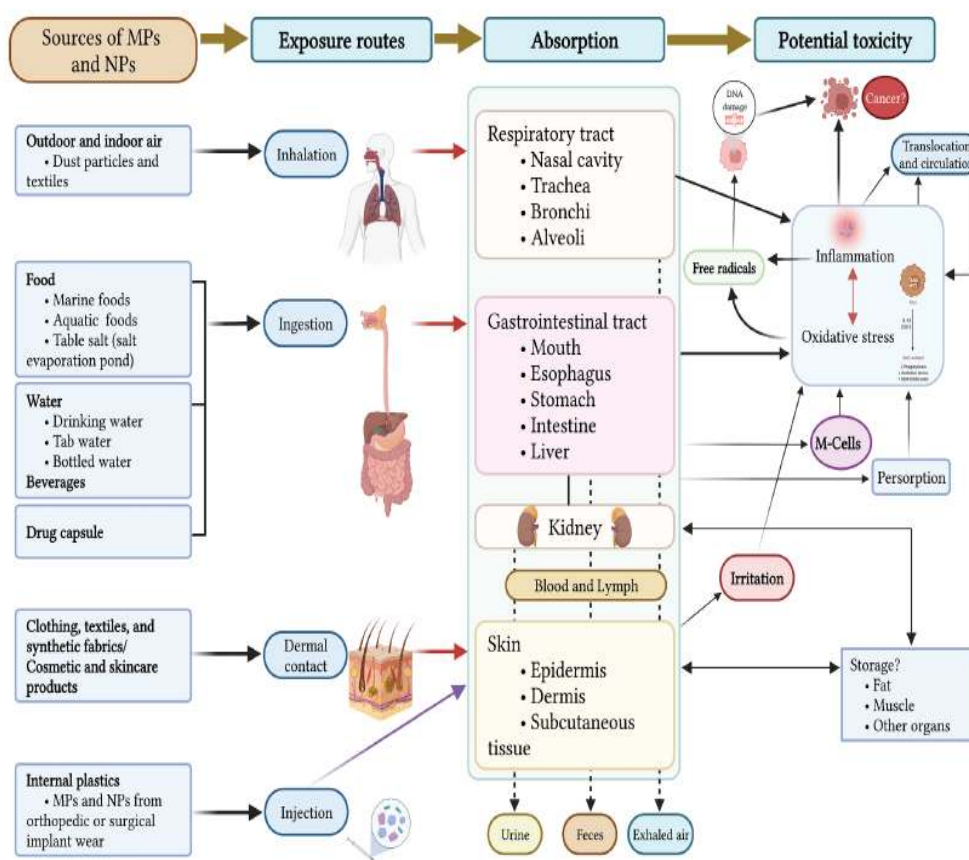 Sources of MPs
and NPs
Exposure routes
Absorption
Potential toxicity
Outdoor and indoor air
• Dust particles and
textiles
Inhalation
Respiratory tract
• Nasal cavity
• Trachea
• Bronchi
• Alveoli
DNA
damage
Cancer?
Translocation
and circulation
Inflammation
Free radicals
Oxidative stress
Food
• Marine foods
• Aquatic foods
• Table salt (salt
evaporation pond)
Water
• Drinking water
• Tab water
• Bottled water
Beverages
Drug capsule
Ingestion
Gastrointestinal tract
• Mouth
• Esophagus
• Stomach
• Intestine
• Liver
M-Cells
Persorption
Kidney
Blood and Lymph
Irritation
Clothing, textiles, and
synthetic fabrics/
Cosmetic and skincare
products
Dermal
contact
Skin
• Epidermis
• Dermis
• Subcutaneous
tissue
Storage?
• Fat
• Muscle
• Other organs
Internal plastics
• MPs and NPs from
orthopedic or surgical
implant wear
Injection
Urine
Feces
Exhaled air